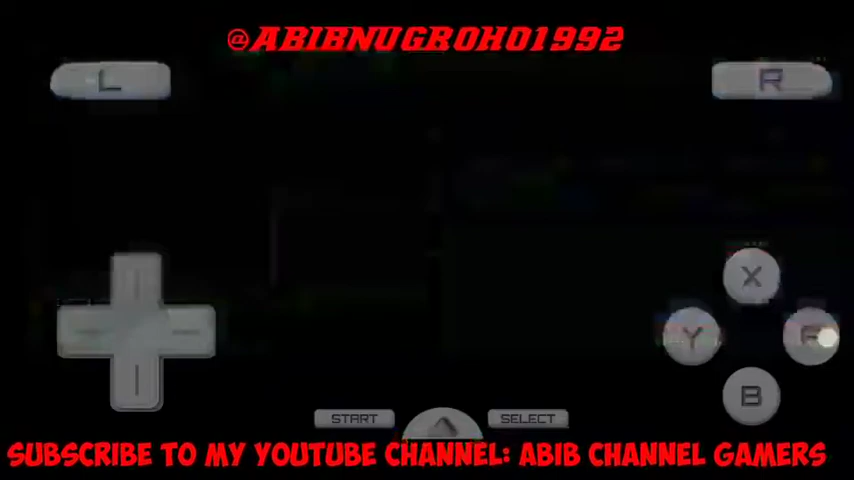 @ABIBNUGROHO1992
L R
X
Y
B
START SELECT
SUBSCRIBE TO MY YOUTUBE CHANNEL: ABIB CHANNEL GAMERS